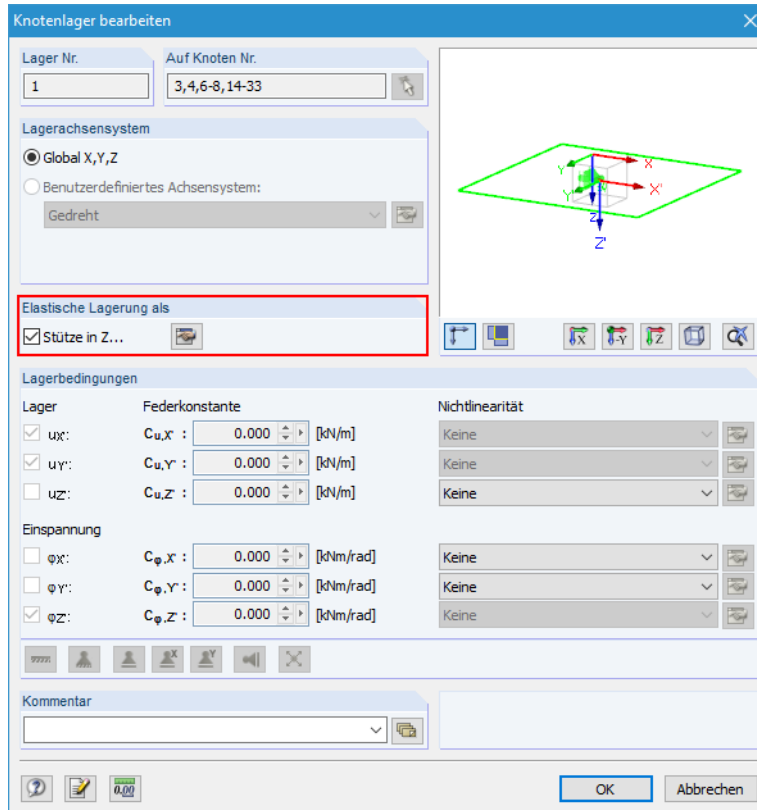 Knotenlager bearbeiten
Lager Nr. Auf Knoten Nr.
1 3,4,6-8,14-33
Lagerachsensystem
Global X,Y,Z
Benutzerdefiniertes Achsensystem:
Gedreht
Y X
Y' X'
Z
Z'
Elastische Lagerung als
Stütze in Z...
X -Y Z
Lagerbedingungen
Lager Federkonstante Nichtlinearität
uX': Cu,X' : 0.000 [kN/m] Keine
uY': Cu,Y' : 0.000 [kN/m] Keine
uZ': Cu,Z' : 0.000 [kN/m] Keine
Einspannung
φX': Cφ,X' : 0.000 [kNm/rad] Keine
φY': Cφ,Y' : 0.000 [kNm/rad] Keine
φZ': Cφ,Z' : 0.000 [kNm/rad] Keine
X Y
Kommentar
0.00 OK Abbrechen